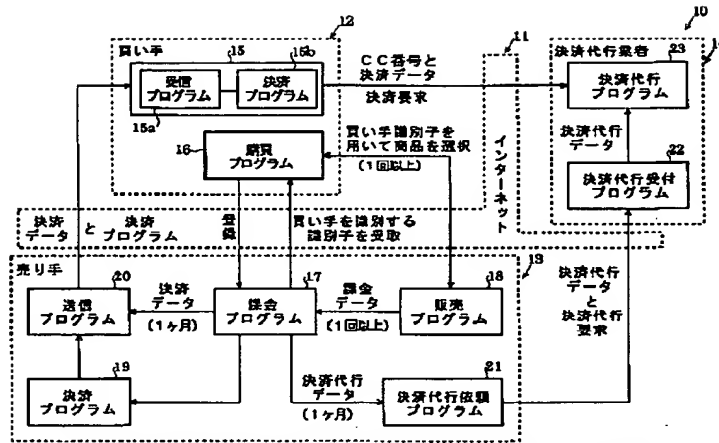 10
12
買い手
15
15b
受信
プログラム
決済
プログラム
15a
16
購買
プログラム
11
CC番号と
決済データ
決済要求
買い手識別子を
用いて商品を選択
(1回以上)
インターネット
決済代行業者
23
決済代行
プログラム
決済代行
データ
22
決済代行受付
プログラム
決済
データ
と
決済
プログラム
登録
買い手を識別する
識別子を受取
売り手
13
20
送信
プログラム
決済
データ
(1ヶ月)
17
課金
プログラム
課金
データ
(1回以上)
18
販売
プログラム
決済代行
データ
と
決済代行
要求
19
決済
プログラム
決済代行
データ
(1ヶ月)
21
決済代行依頼
プログラム